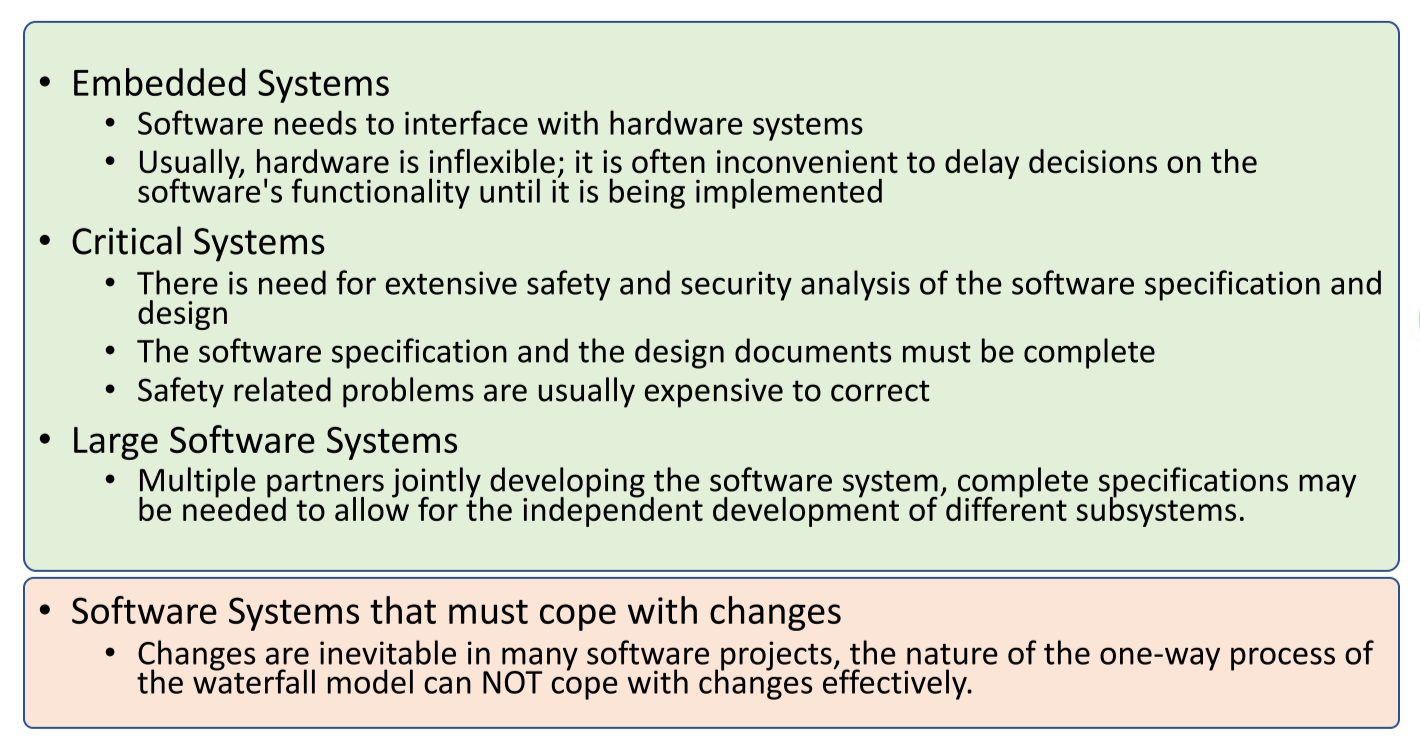 • Embedded Systems
• Software needs to interface with hardware systems
• Usually, hardware is inflexible; it is often inconvenient to delay decisions on the
software's functionality until it is being implemented
• Critical Systems
• There is need for extensive safety and security analysis of the software specification and
design
• The software specification and the design documents must be complete
• Safety related problems are usually expensive to correct
• Large Software Systems
• Multiple partners jointly developing the software system, complete specifications may
be needed to allow for the independent development of different subsystems.
• Software Systems that must cope with changes
• Changes are inevitable in many software projects, the nature of the one-way process of
the waterfall model can NOT cope with changes effectively.